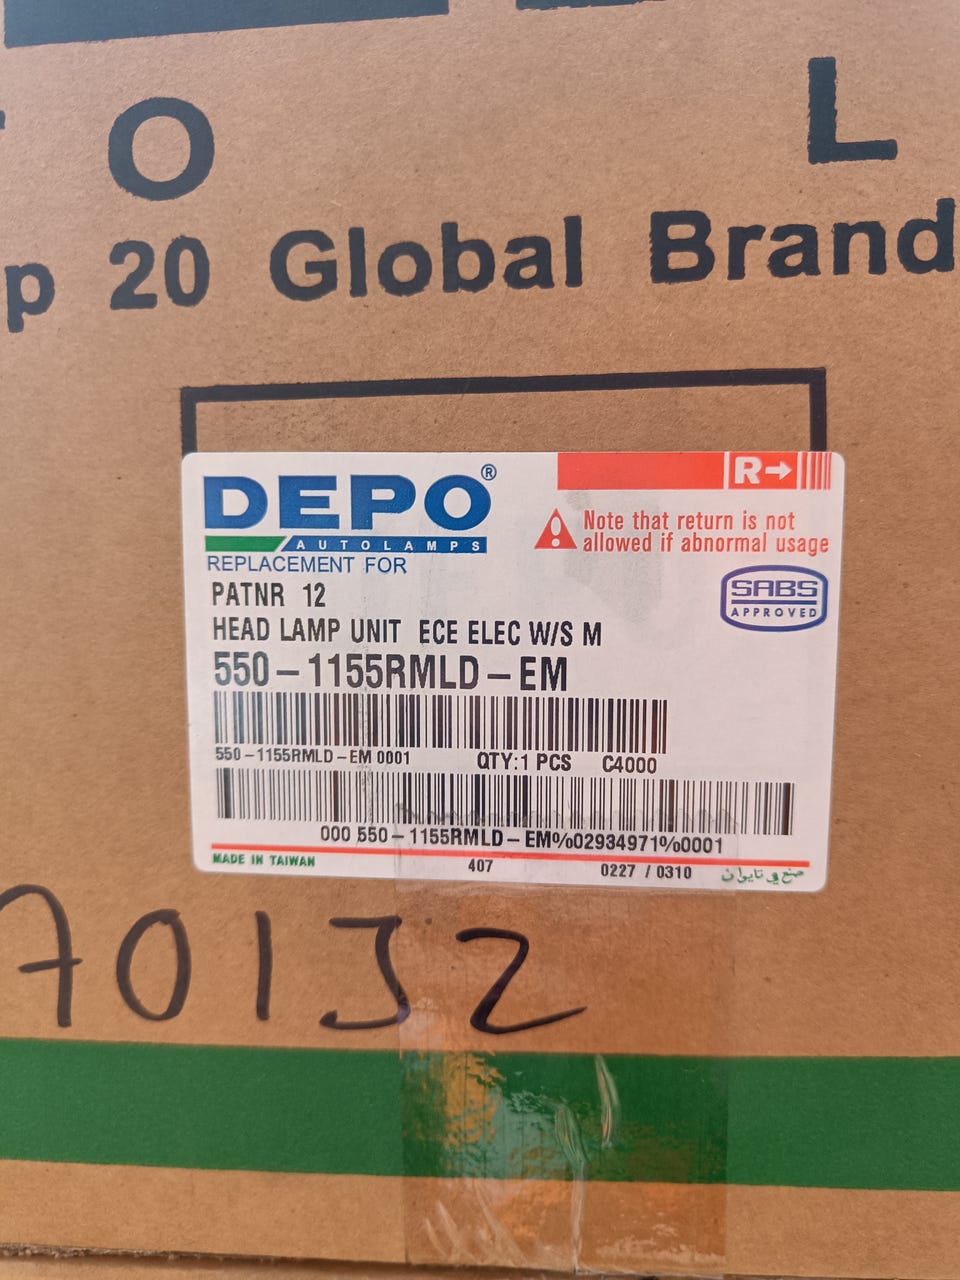 O L
p 20 Global Brand
DEPO®
AUTOLAMPS
R→
Note that return is not
allowed if abnormal usage
REPLACEMENT FOR
PATNR 12
SABS
APPROVED
HEAD LAMP UNIT ECE ELEC W/S M
550-1155RMLD-EM
550-1155RMLD-EM 0001 QTY:1 PCS C4000
000 550-1155RMLD-EM%02934971%0001
MADE IN TAIWAN 407 0227 / 0310 صنع في تايوان
701J2